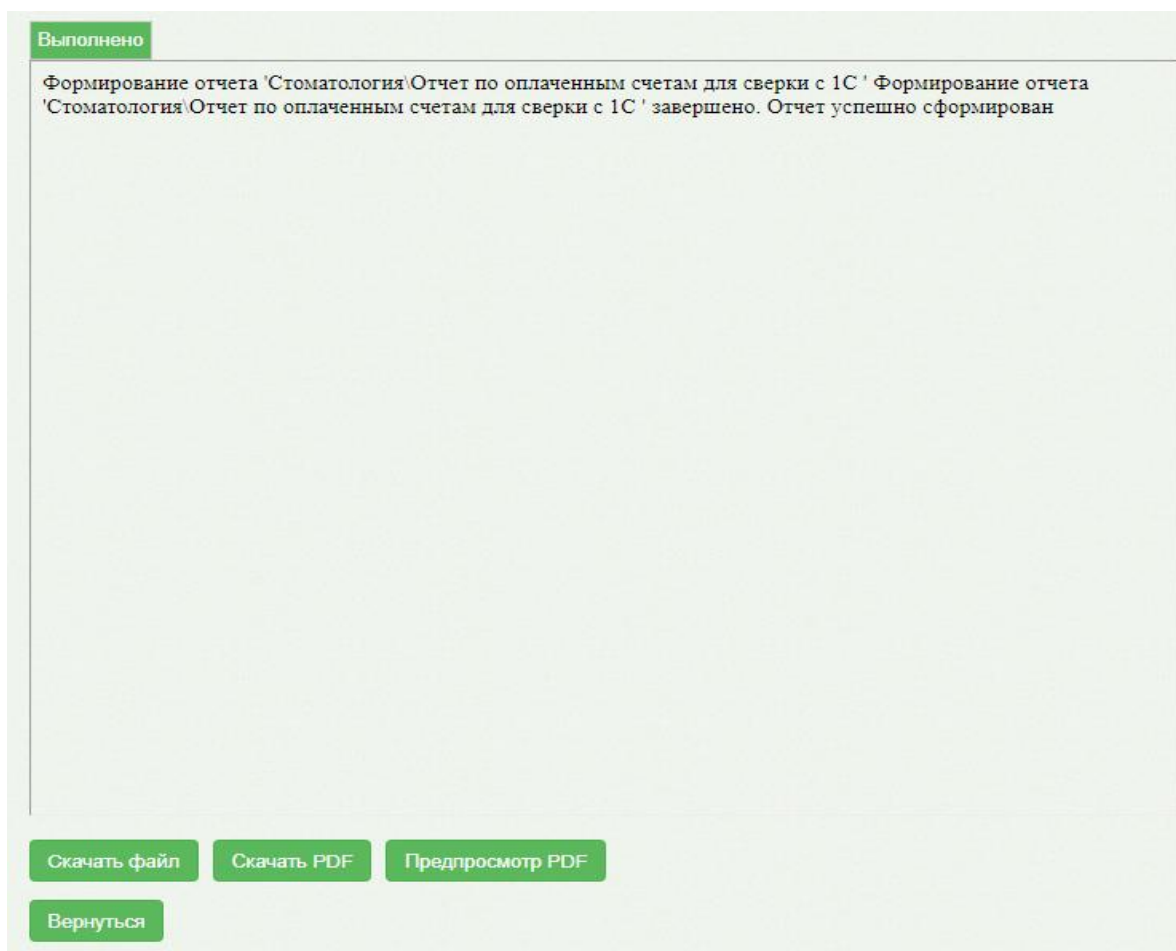 Выполнено
Формирование отчета 'Стоматология\Отчет по оплаченным счетам для сверки с 1С ' Формирование отчета
'Стоматология\Отчет по оплаченным счетам для сверки с 1С ' завершено. Отчет успешно сформирован
Скачать файл Скачать PDF Предпросмотр PDF
Вернуться